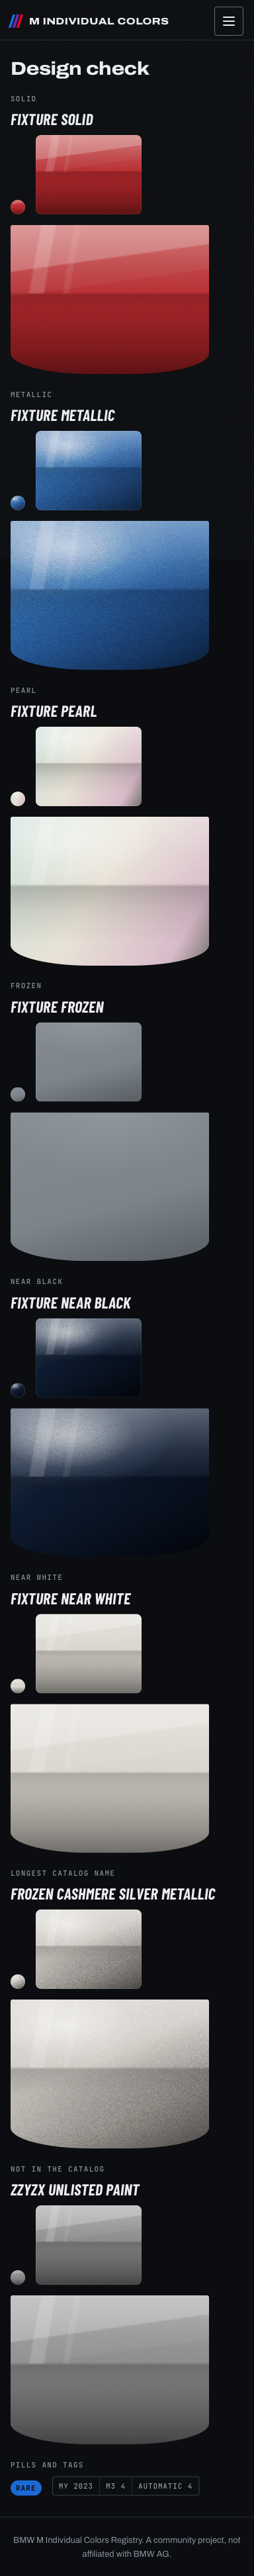 M INDIVIDUAL COLORS
Design check
SOLID
FIXTURE SOLID
METALLIC
FIXTURE METALLIC
PEARL
FIXTURE PEARL
FROZEN
FIXTURE FROZEN
NEAR BLACK
FIXTURE NEAR BLACK
NEAR WHITE
FIXTURE NEAR WHITE
LONGEST CATALOG NAME
FROZEN CASHMERE SILVER METALLIC
NOT IN THE CATALOG
ZZYZX UNLISTED PAINT
PILLS AND TAGS
RARE MY 2023 M3 4 AUTOMATIC 4
BMW M Individual Colors Registry. A community project, not
affiliated with BMW AG.